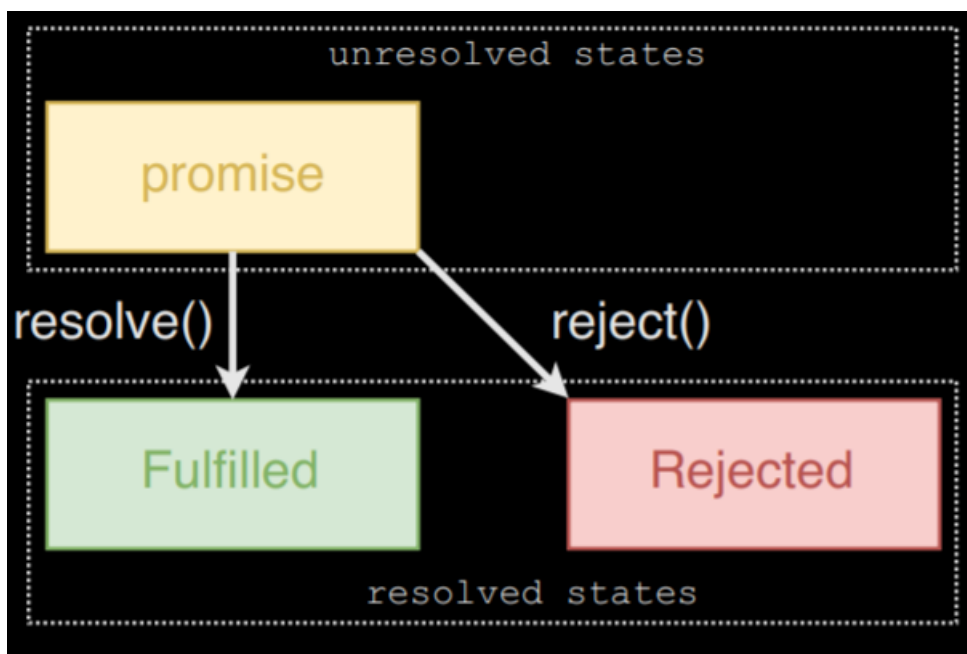 unresolved states
promise
resolve()
reject()
Fulfilled
Rejected
resolved states